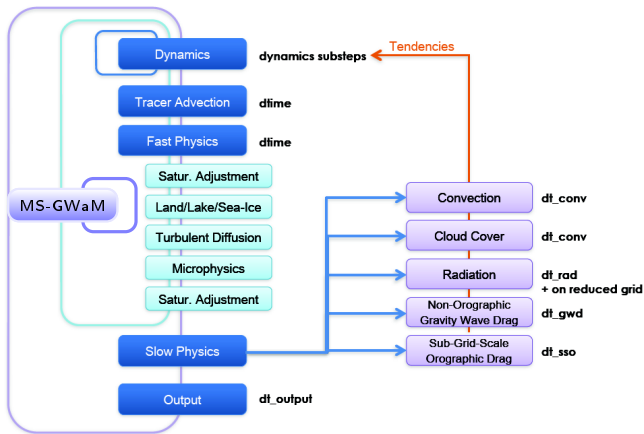 Tendencies
Dynamics
dynamics substeps
Tracer Advection
dtime
Fast Physics
dtime
Satur. Adjustment
MS-GWaM
Land/Lake/Sea-Ice
Turbulent Diffusion
Microphysics
Satur. Adjustment
Convection
dt_conv
Cloud Cover
dt_conv
Radiation
dt_rad
+ on reduced grid
Non-Orographic
Gravity Wave Drag
dt_gwd
Slow Physics
Sub-Grid-Scale
Orographic Drag
dt_sso
Output
dt_output